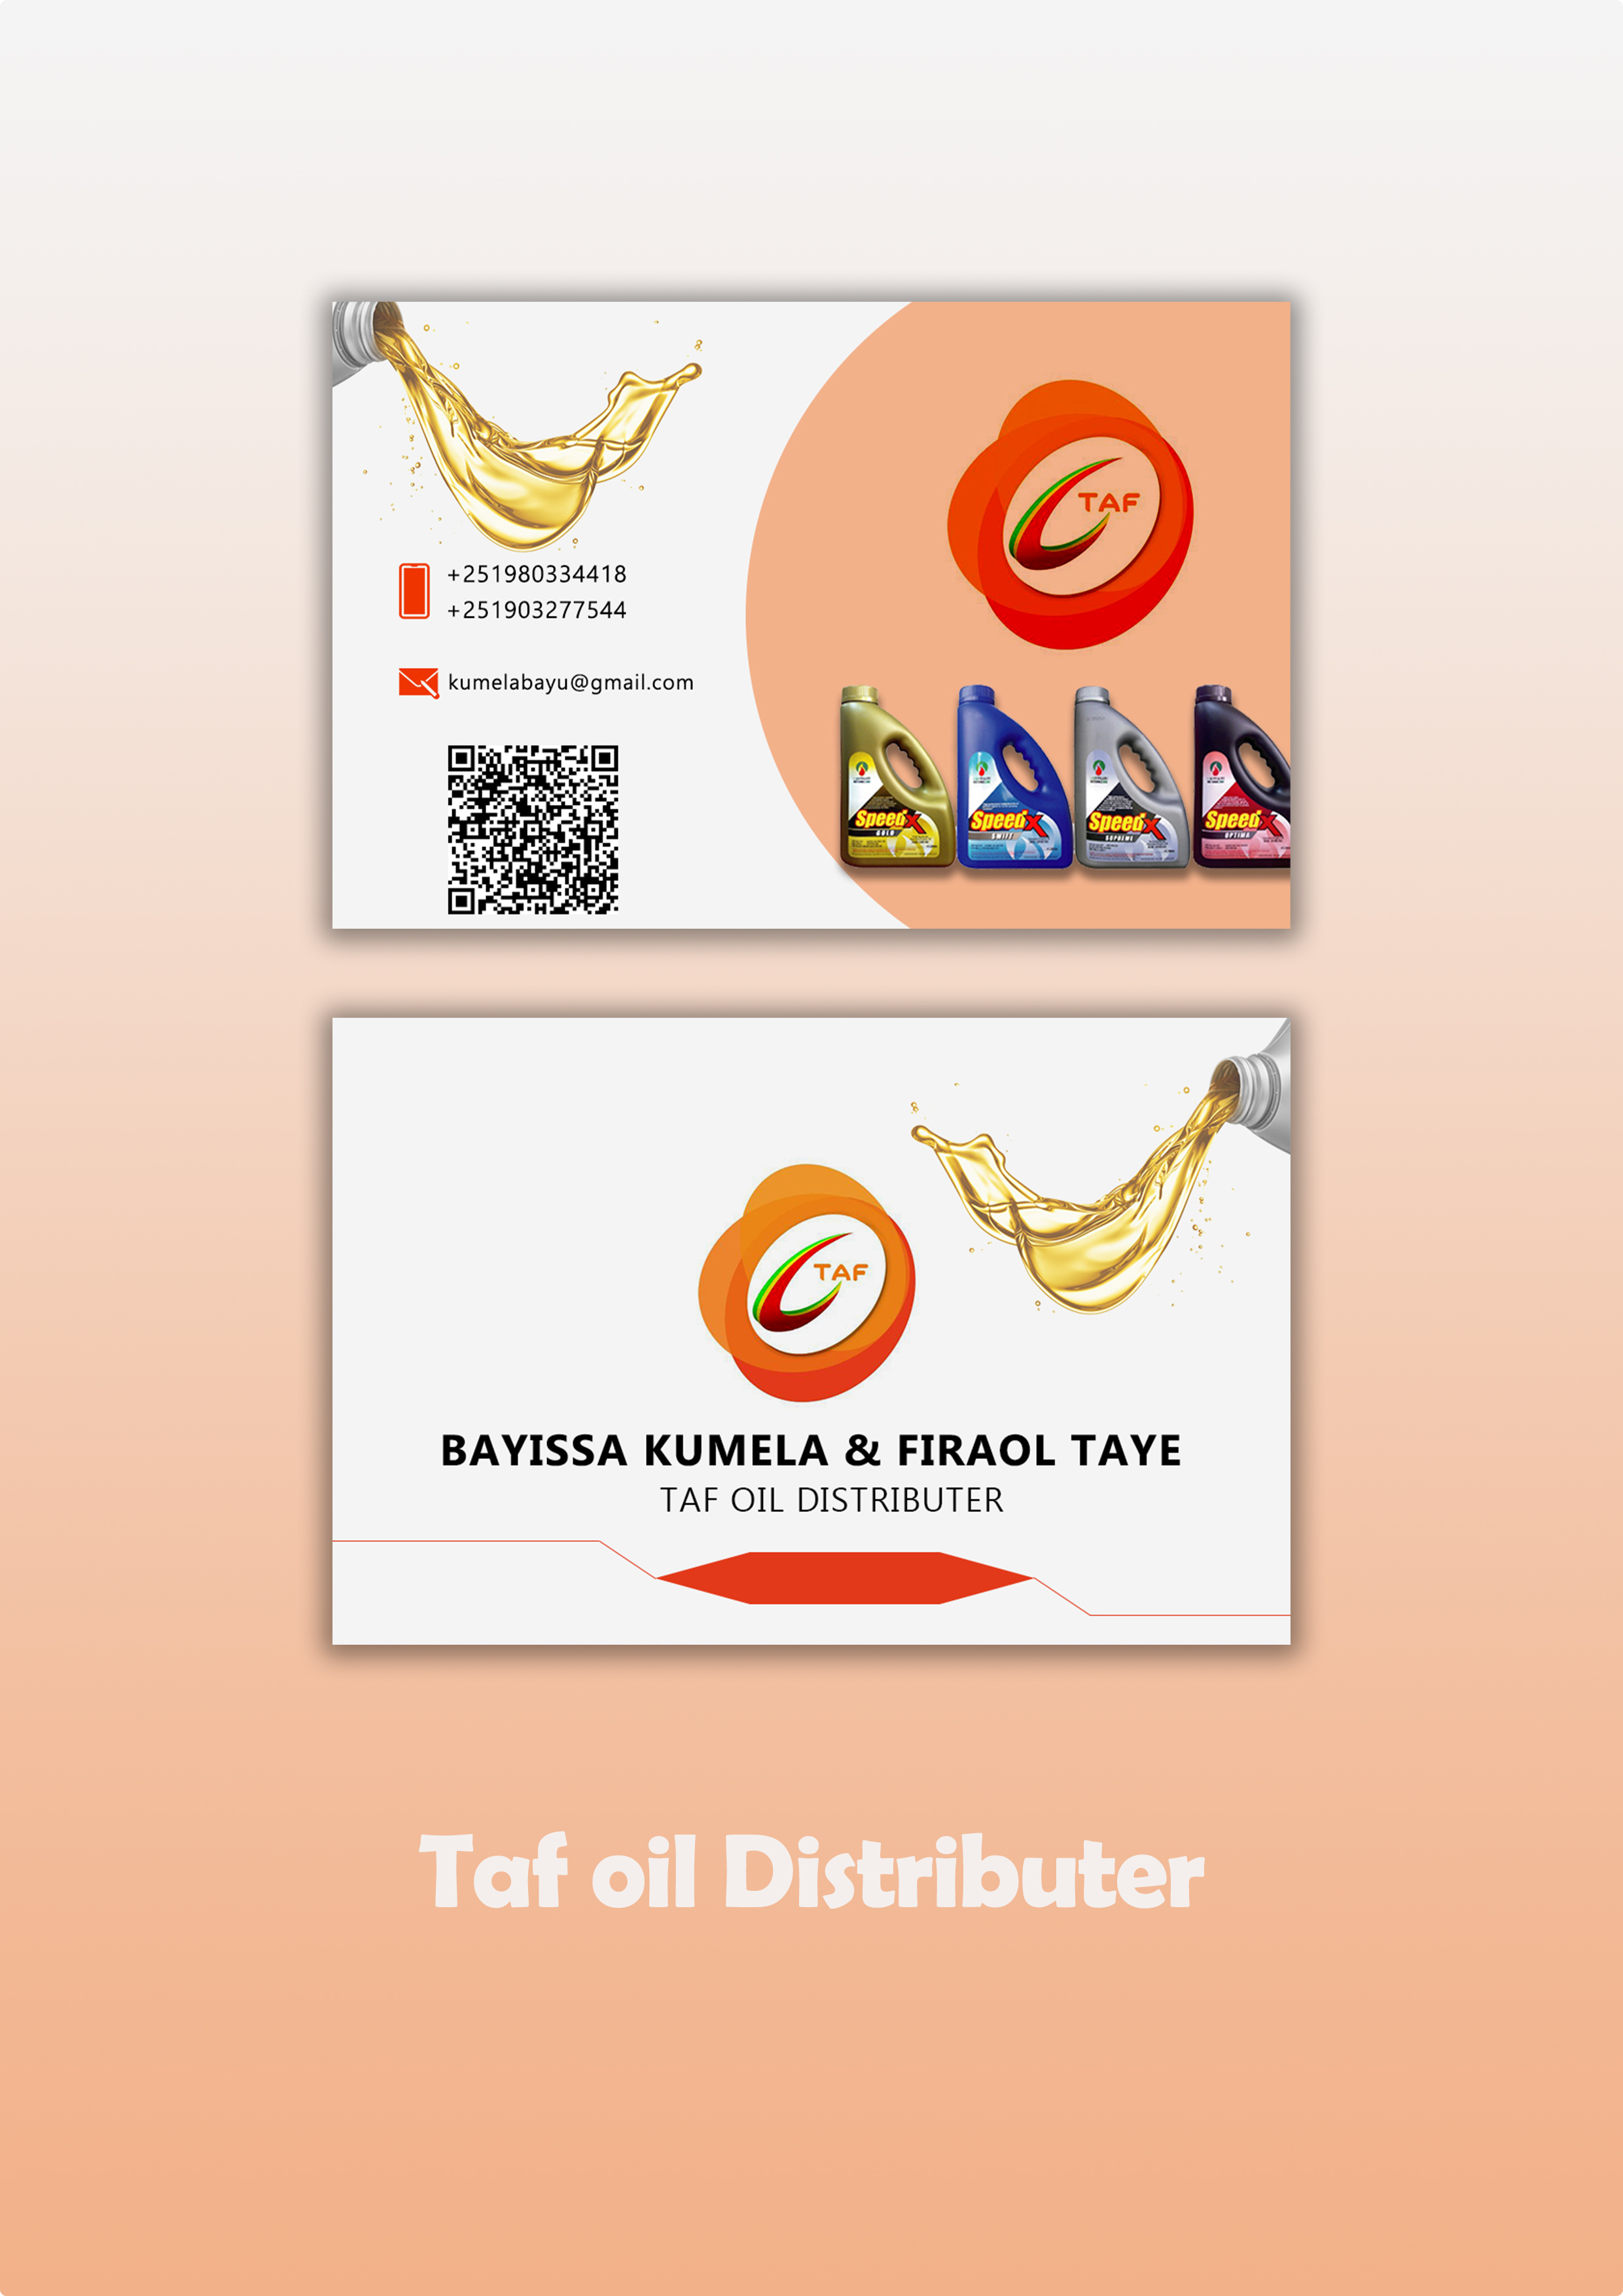 TAF
+251980334418
+251903277544
kumelabayu@gmail.com
SpeedX
GOLD
SpeedX
SWIFT
SpeedX
SUPREME
SpeedX
OPTIMA
TAF
BAYISSA KUMELA & FIRAOL TAYE
TAF OIL DISTRIBUTER
Taf oil Distributer